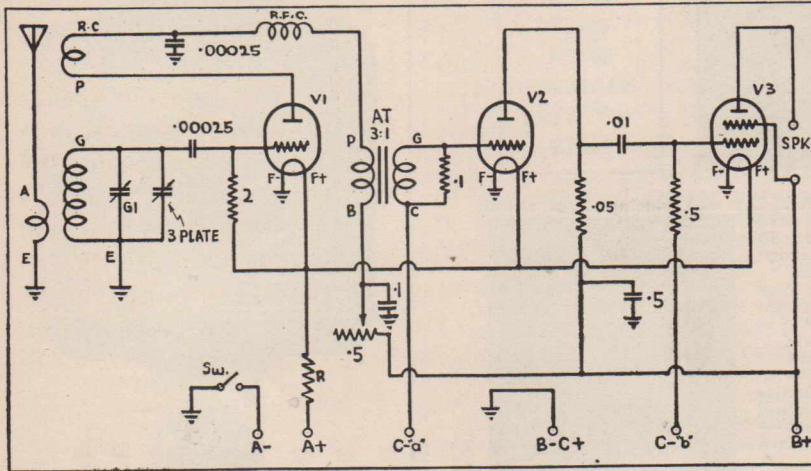 R.F.C.
R.C
.00025
P
V1
V2
V3
.00025
AT
3:1
.01
SPK
G
P
G
F-
F+
F-
F+
F-
F+
A
G1
2
.1
.05
.5
3 PLATE
B
C
E
E
.1
.5
.5
Sw.
R
A-
A+
C-"a"
B-C+
C-"b"
B+